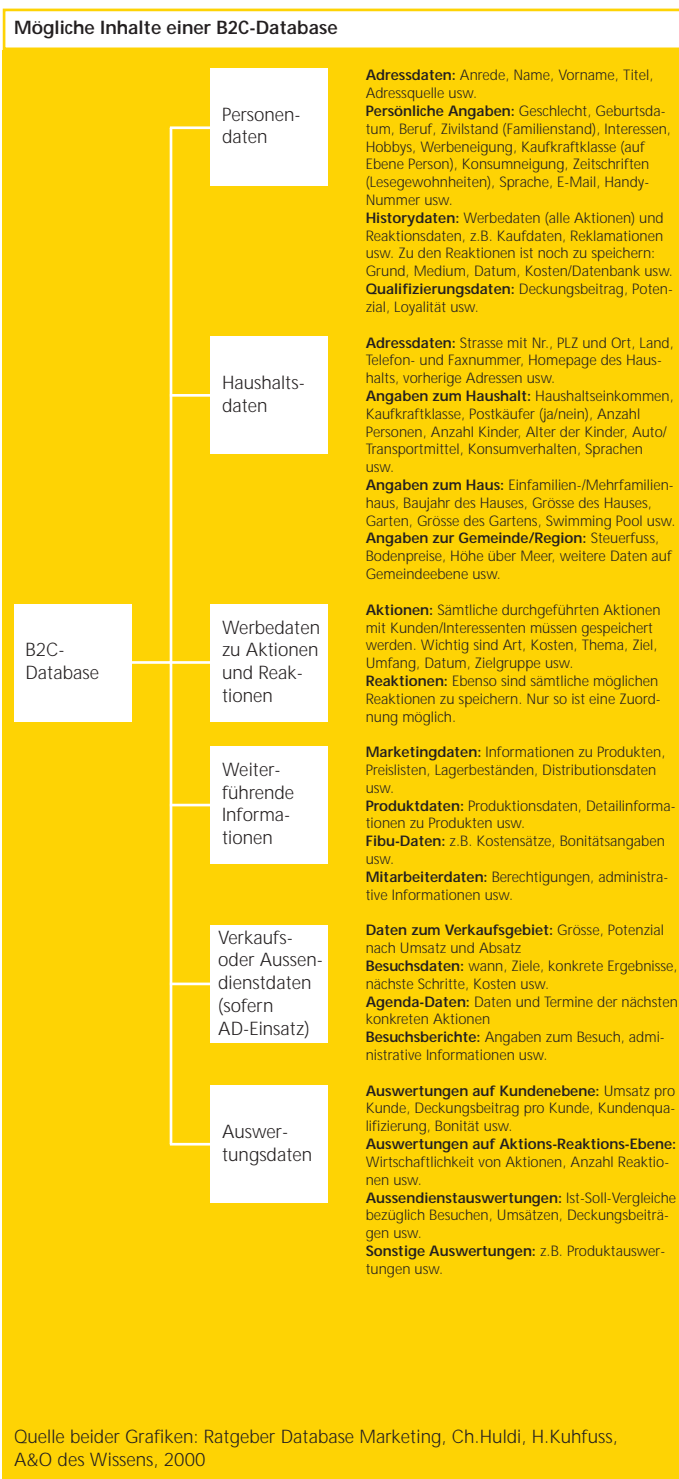 Mögliche Inhalte einer B2C-Database
B2C-
Database
Personen-
daten
Adressdaten: Anrede, Name, Vorname, Titel,
Adressquelle usw.
Persönliche Angaben: Geschlecht, Geburtsda-
tum, Beruf, Zivilstand (Familienstand), Interessen,
Hobbys, Werbeneigung, Kaufkraftklasse (auf
Ebene Person), Konsumneigung, Zeitschriften
(Lesegewohnheiten), Sprache, E-Mail, Handy-
Nummer usw.
Historydaten: Werbedaten (alle Aktionen) und
Reaktionsdaten, z.B. Kaufdaten, Reklamationen
usw. Zu den Reaktionen ist noch zu speichern:
Grund, Medium, Datum, Kosten/Datenbank usw.
Qualifizierungsdaten: Deckungsbeitrag, Poten-
zial, Loyalität usw.
Haushalts-
daten
Adressdaten: Strasse mit Nr., PLZ und Ort, Land,
Telefon- und Faxnummer, Homepage des Haus-
halts, vorherige Adressen usw.
Angaben zum Haushalt: Haushaltseinkommen,
Kaufkraftklasse, Postkäufer (ja/nein), Anzahl
Personen, Anzahl Kinder, Alter der Kinder, Auto/
Transportmittel, Konsumverhalten, Sprachen
usw.
Angaben zum Haus: Einfamilien-/Mehrfamilien-
haus, Baujahr des Hauses, Grösse des Hauses,
Garten, Grösse des Gartens, Swimming Pool usw.
Angaben zur Gemeinde/Region: Steuerfuss,
Bodenpreise, Höhe über Meer, weitere Daten auf
Gemeindeebene usw.
Werbedaten
zu Aktionen
und Reak-
tionen
Aktionen: Sämtliche durchgeführten Aktionen
mit Kunden/Interessenten müssen gespeichert
werden. Wichtig sind Art, Kosten, Thema, Ziel,
Umfang, Datum, Zielgruppe usw.
Reaktionen: Ebenso sind sämtliche möglichen
Reaktionen zu speichern. Nur so ist eine Zuord-
nung möglich.
Weiter-
führende
Informa-
tionen
Marketingdaten: Informationen zu Produkten,
Preislisten, Lagerbeständen, Distributionsdaten
usw.
Produktdaten: Produktionsdaten, Detailinforma-
tionen zu Produkten usw.
Fibu-Daten: z.B. Kostensätze, Bonitätsangaben
usw.
Mitarbeiterdaten: Berechtigungen, administra-
tive Informationen usw.
Verkaufs-
oder Aussen-
dienstdaten
(sofern
AD-Einsatz)
Daten zum Verkaufsgebiet: Grösse, Potenzial
nach Umsatz und Absatz
Besuchsdaten: wann, Ziele, konkrete Ergebnisse,
nächste Schritte, Kosten usw.
Agenda-Daten: Daten und Termine der nächsten
konkreten Aktionen
Besuchsberichte: Angaben zum Besuch, admi-
nistrative Informationen usw.
Auswer-
tungsdaten
Auswertungen auf Kundenebene: Umsatz pro
Kunde, Deckungsbeitrag pro Kunde, Kundenqua-
lifizierung, Bonität usw.
Auswertungen auf Aktions-Reaktions-Ebene:
Wirtschaftlichkeit von Aktionen, Anzahl Reaktio-
nen usw.
Aussendienstauswertungen: Ist-Soll-Vergleiche
bezüglich Besuchen, Umsätzen, Deckungsbeiträ-
gen usw.
Sonstige Auswertungen: z.B. Produktauswer-
tungen usw.
Quelle beider Grafiken: Ratgeber Database Marketing, Ch.Huldi, H.Kuhfuss,
A&O des Wissens, 2000